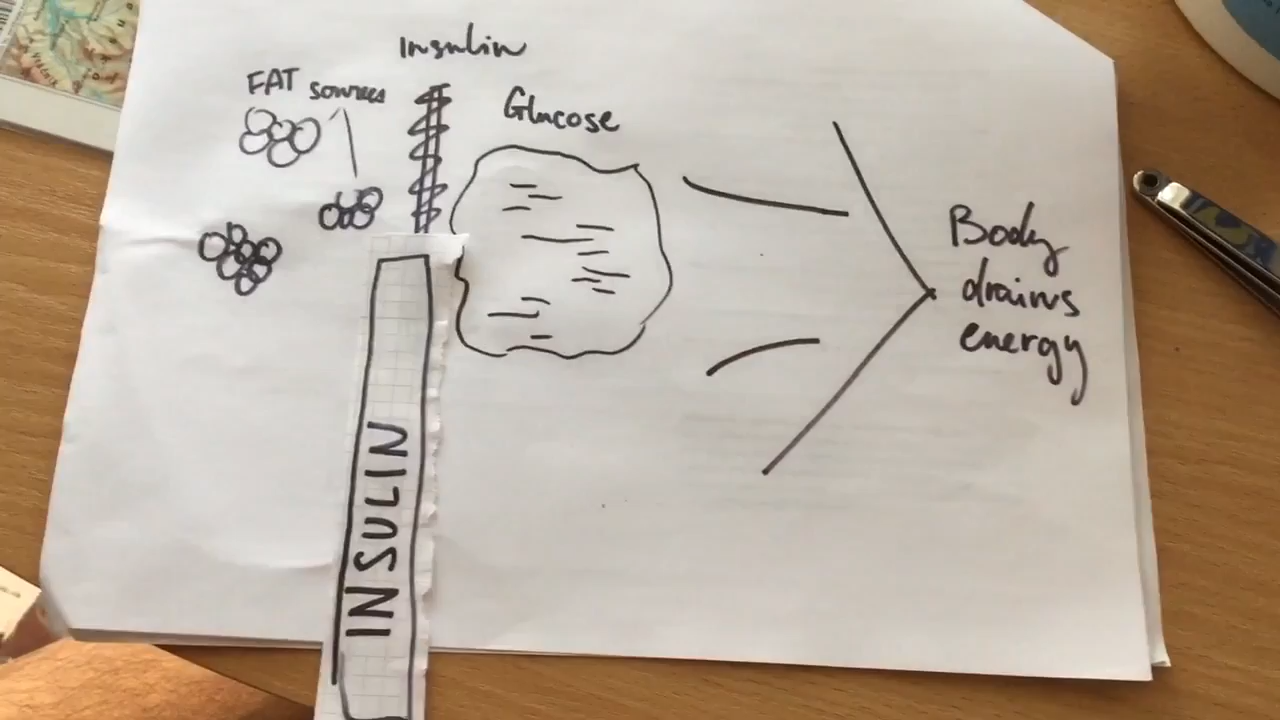 Insulin
FAT sources
Glucose
Body
drains
energy
INSULIN